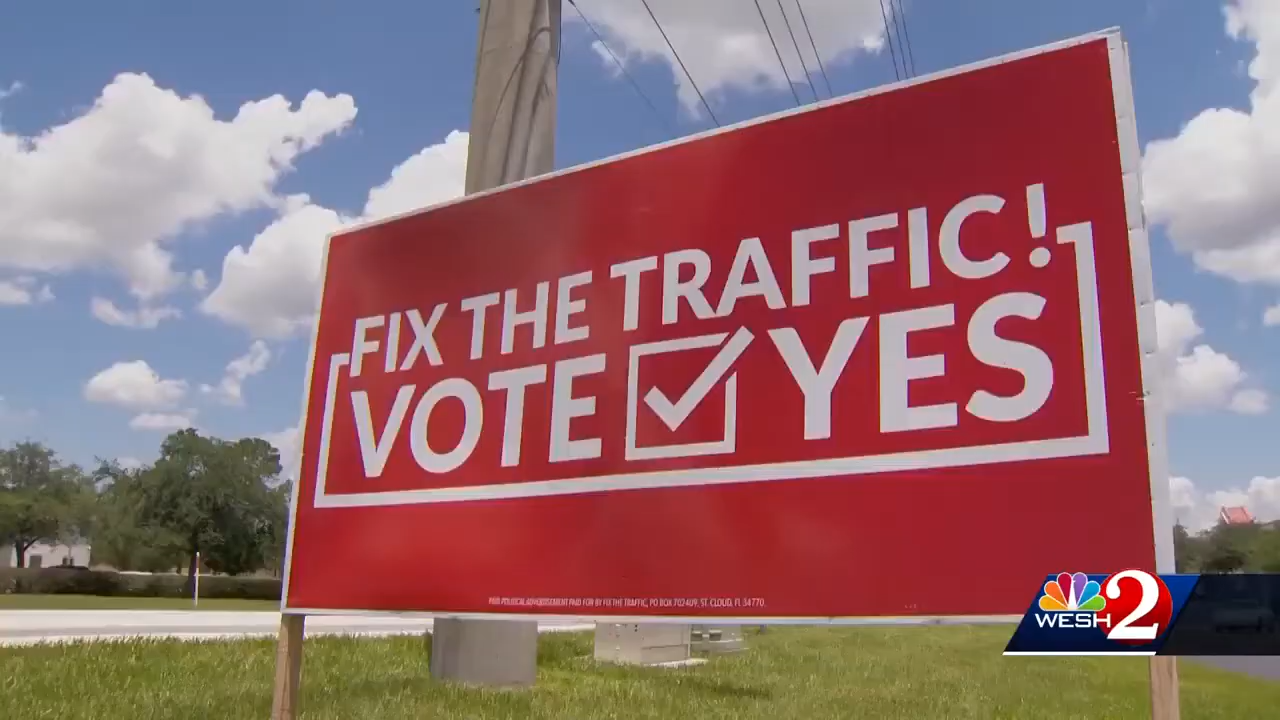 FIX THE TRAFFIC!
VOTE YES
PAID POLITICAL ADVERTISEMENT PAID FOR BY FIX THE TRAFFIC, PO BOX 702409, ST. CLOUD, FL 34770
WESH 2